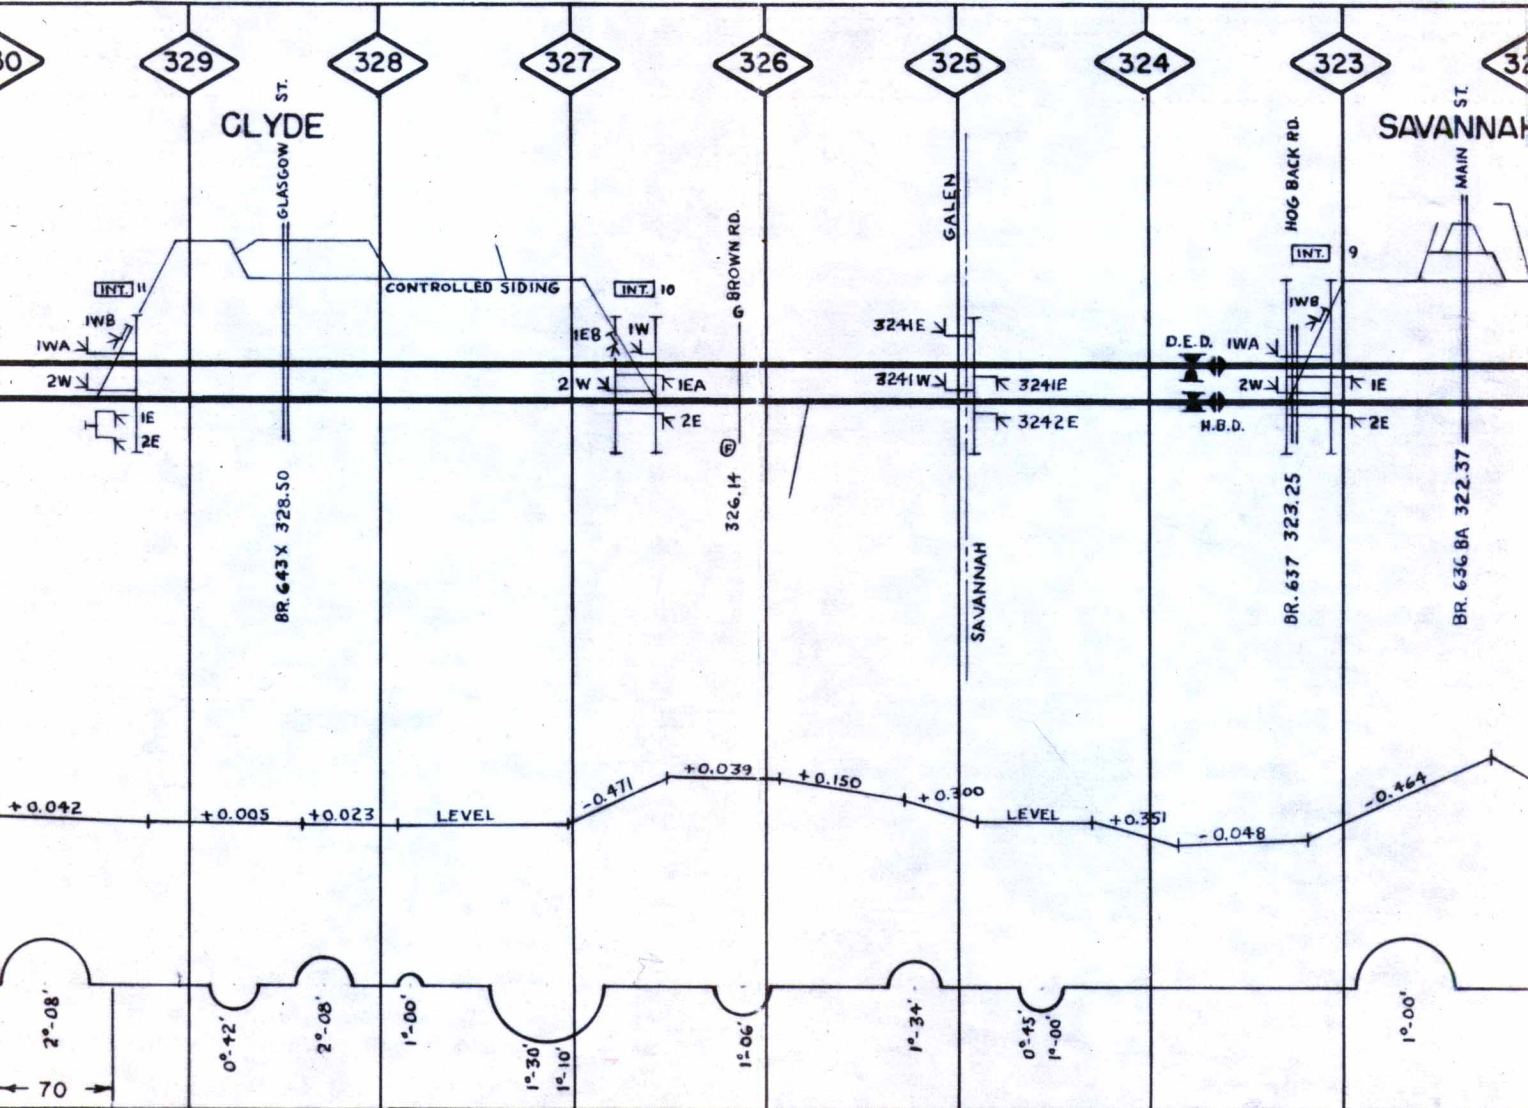 329
328
327
326
325
324
323
CLYDE
GLASGOW ST.
BROWN RD.
G
GALEN
HOG BACK RD.
SAVANNAH
MAIN ST.
INT. 11
CONTROLLED SIDING
INT. 10
INT. 9
1WB
1WA
2W
1E
2E
1EB
1W
2W
1EA
2E
3241E
3241W
3241E
3242E
D.E.D.
H.B.D.
1WA
1WB
2W
1E
2E
F
BR. 643X 328.50
326.14
SAVANNAH
BR. 637 323.25
BR. 636BA 322.37
+0.042
+0.005
+0.023
LEVEL
-0.471
+0.039
+0.150
+0.300
LEVEL
+0.351
-0.048
-0.464
2°-08'
0°-42'
2°-08'
1°-00'
1°-30'
1°-10'
1°-06'
1°-34'
0°-45'
1°-00'
1°-00'
70